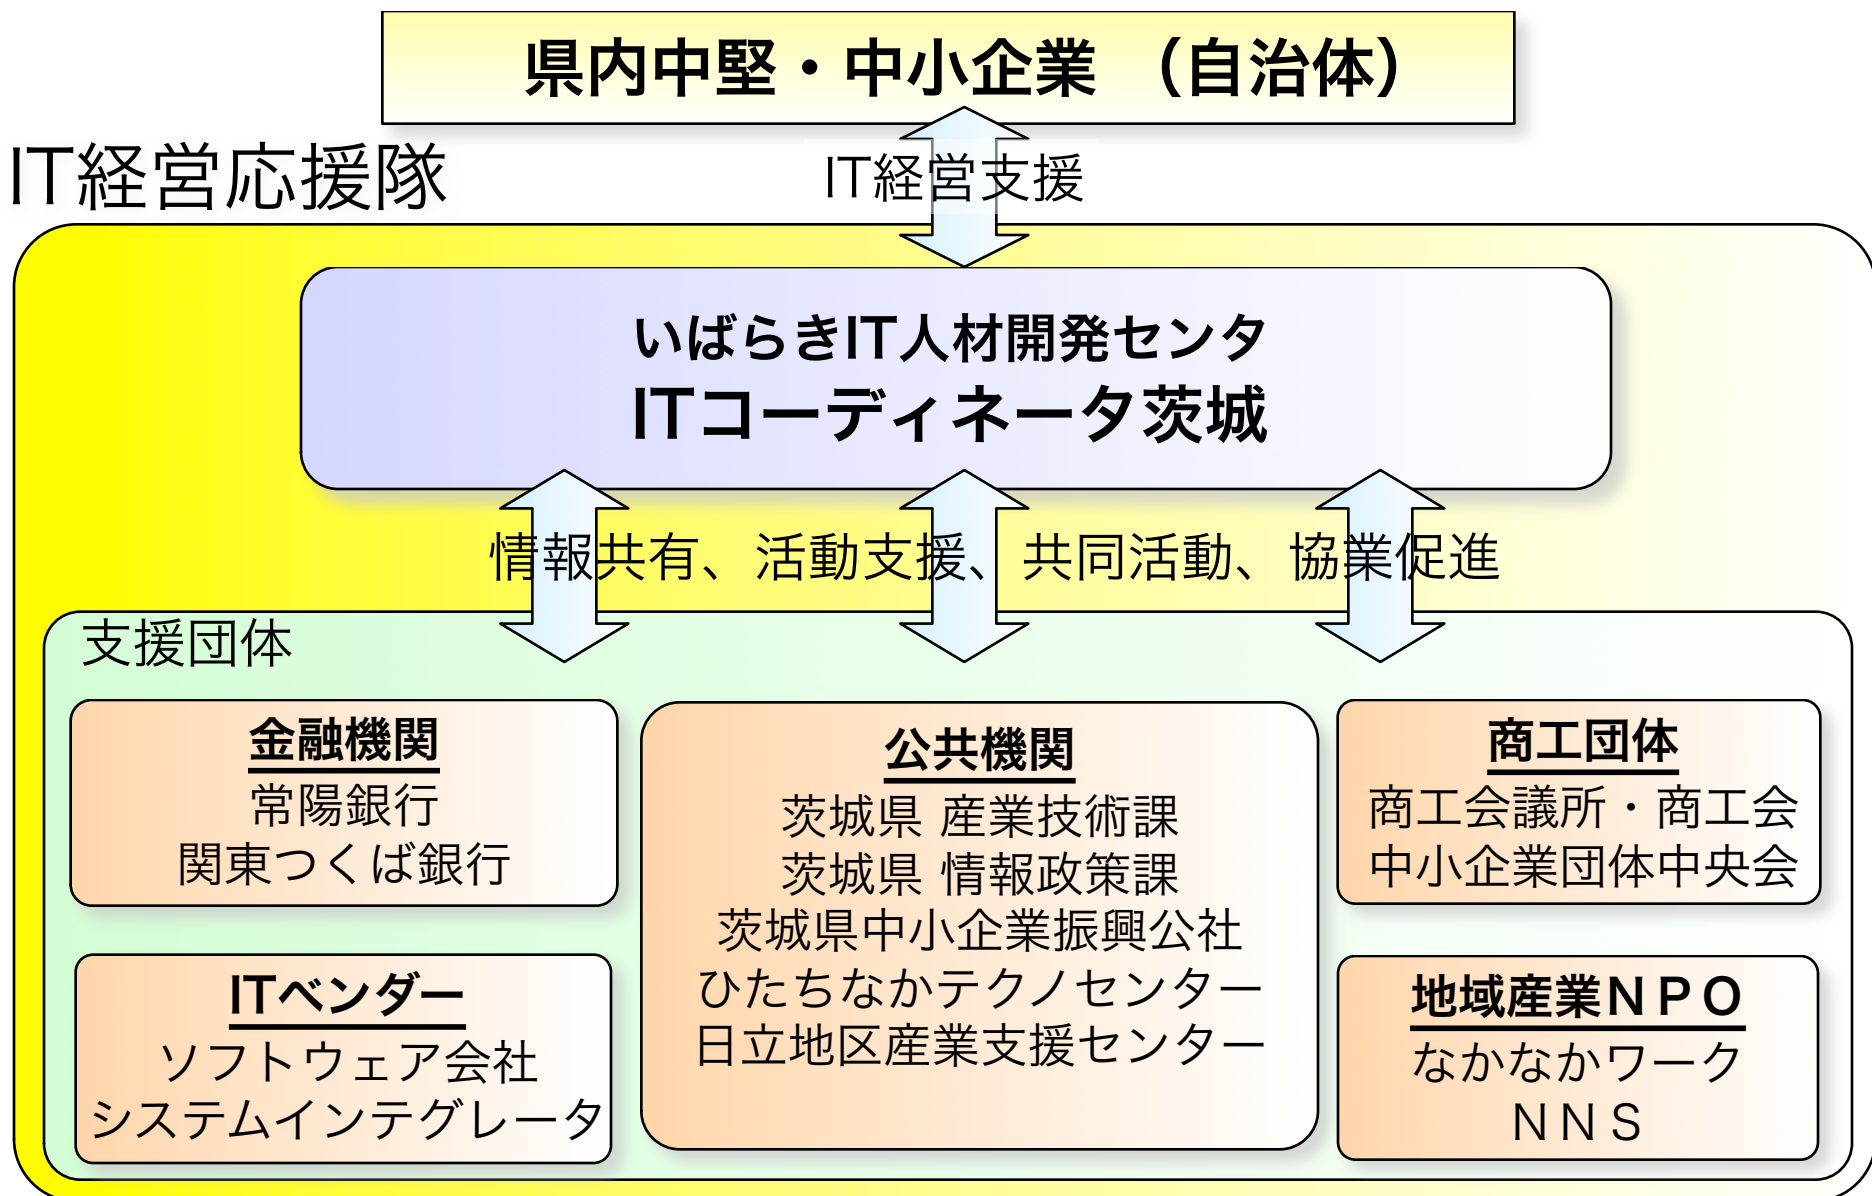 県内中堅・中小企業 （自治体）
IT経営応援隊
IT経営支援
いばらきIT人材開発センタ
ITコーディネータ茨城
情報共有、活動支援、共同活動、協業促進
支援団体
金融機関
常陽銀行
関東つくば銀行
ITベンダー
ソフトウェア会社
システムインテグレータ
公共機関
茨城県 産業技術課
茨城県 情報政策課
茨城県中小企業振興公社
ひたちなかテクノセンター
日立地区産業支援センター
商工団体
商工会議所・商工会
中小企業団体中央会
地域産業ＮＰＯ
なかなかワーク
ＮＮＳ